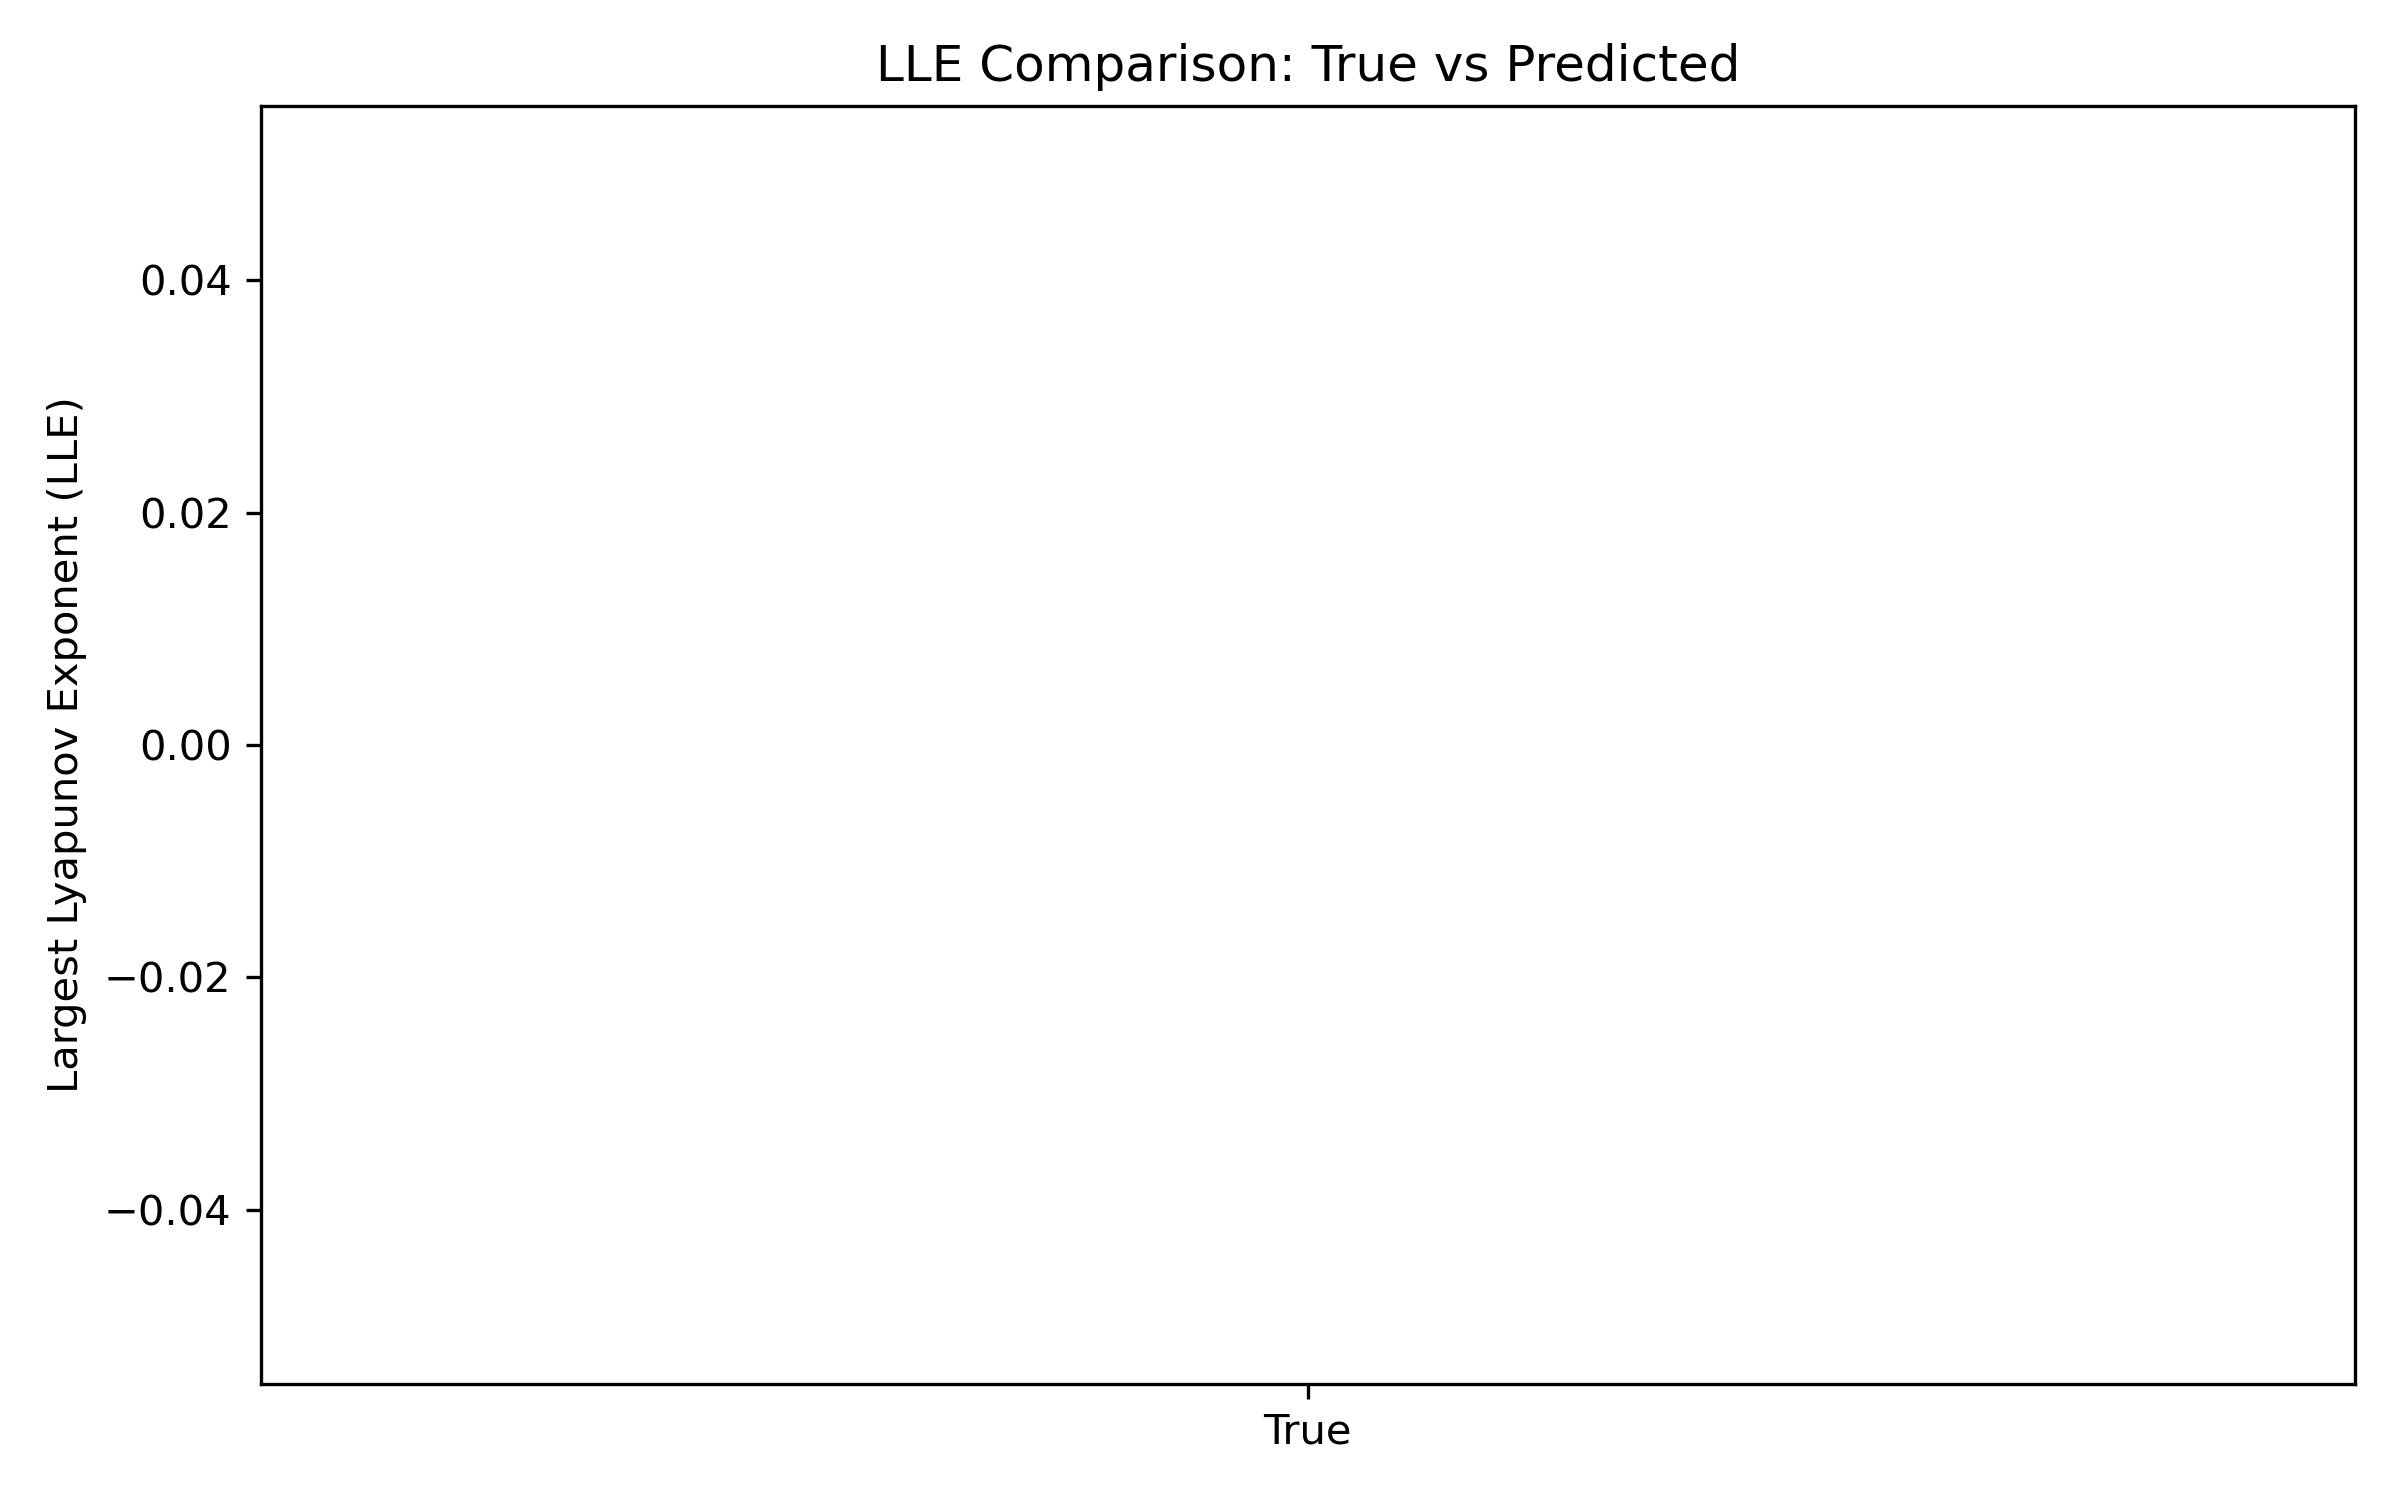 LLE Comparison: True vs Predicted
Largest Lyapunov Exponent (LLE)
0.04
0.02
0.00
−0.02
−0.04
True